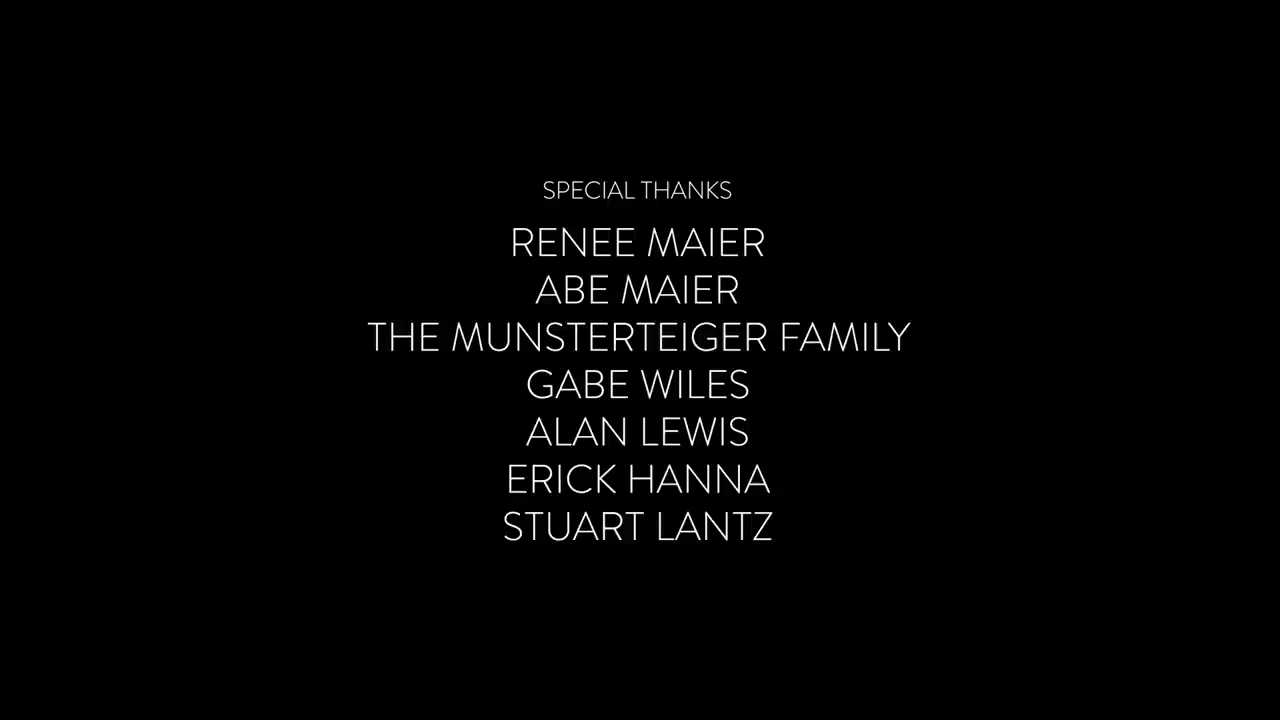 SPECIAL THANKS
RENEE MAIER
ABE MAIER
THE MUNSTERTEIGER FAMILY
GABE WILES
ALAN LEWIS
ERICK HANNA
STUART LANTZ